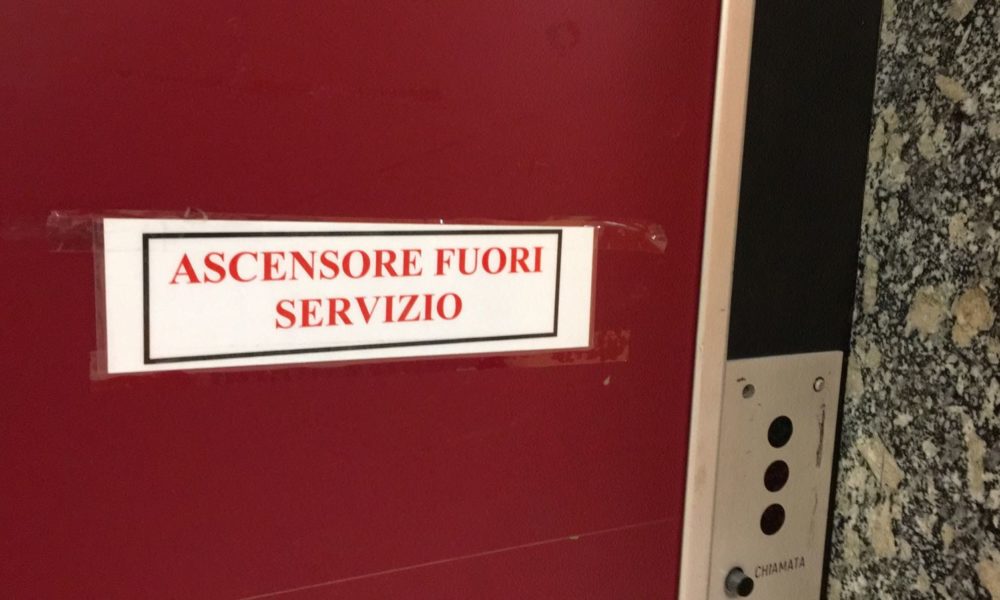 ASCENSORE FUORI
SERVIZIO
CHIAMATA